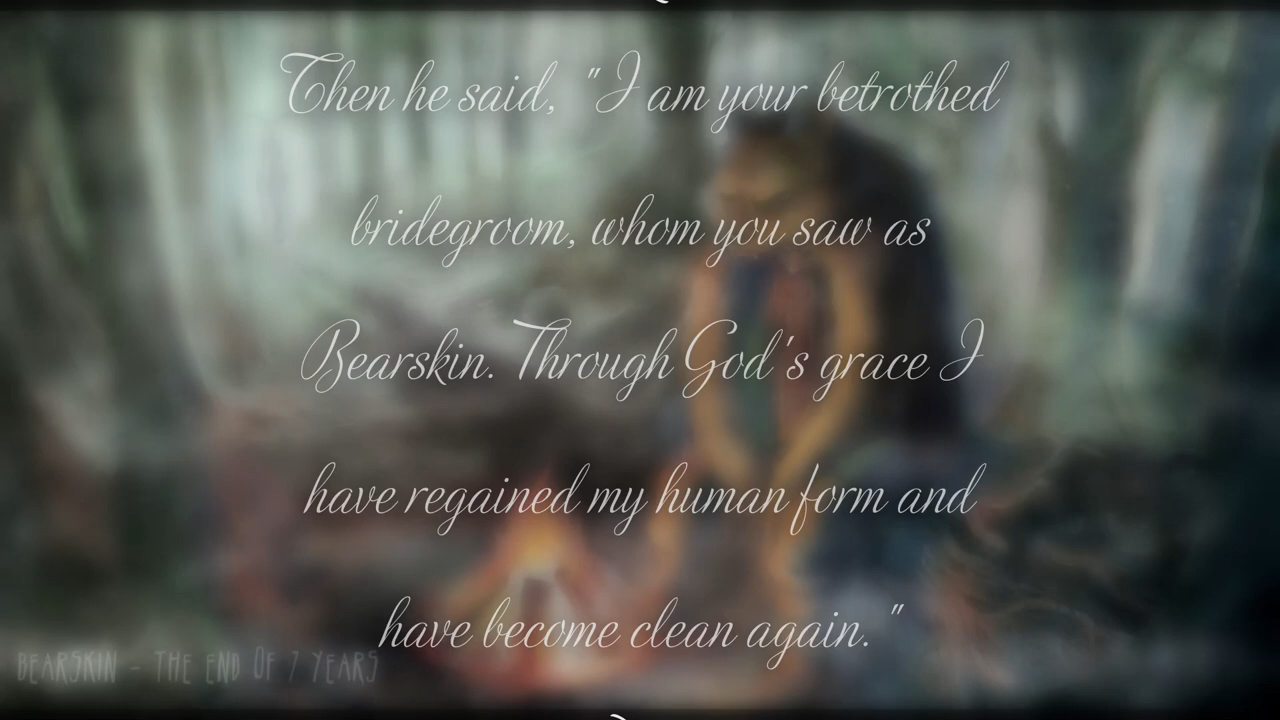 Then he said, "I am your betrothed
bridegroom, whom you saw as
Bearskin. Through God's grace I
have regained my human form and
have become clean again."
BEARSKIN - THE END OF 7 YEARS